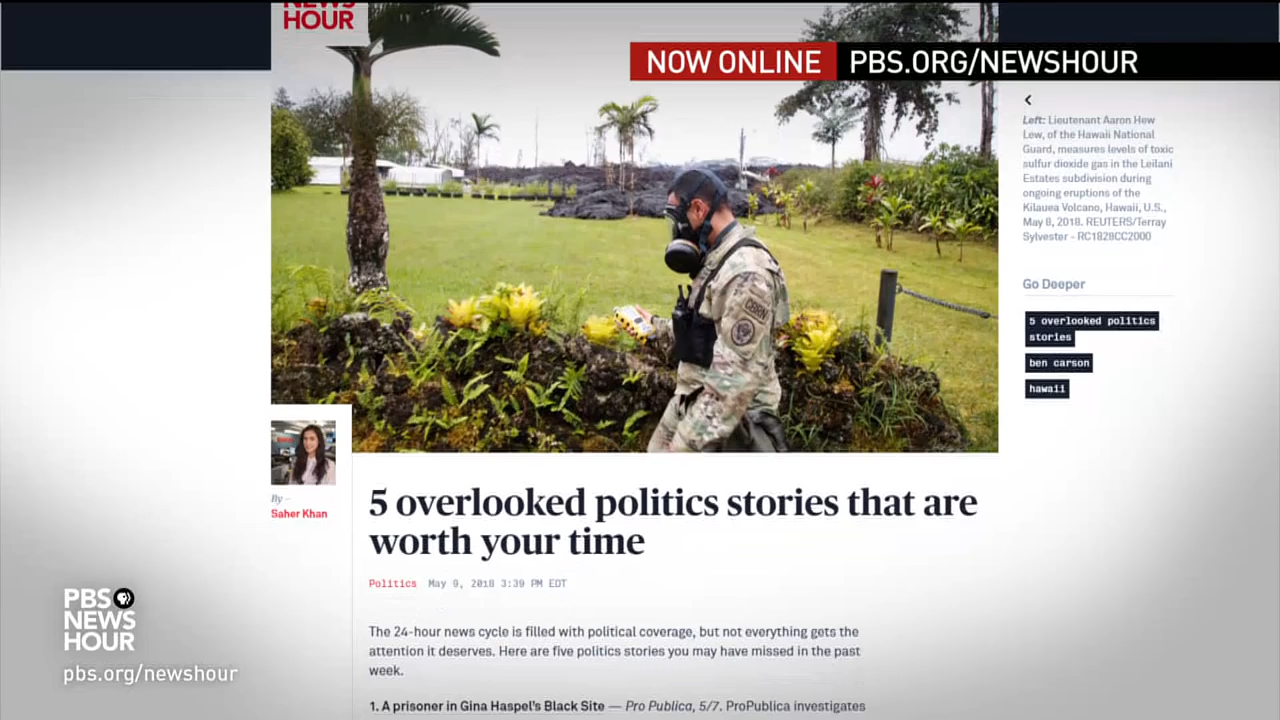 NEWS
HOUR
NOW ONLINE PBS.ORG/NEWSHOUR
Left: Lieutenant Aaron Hew
Lew, of the Hawaii National
Guard, measures levels of toxic
sulfur dioxide gas in the Leilani
Estates subdivision during
ongoing eruptions of the
Kilauea Volcano, Hawaii, U.S.,
May 8, 2018. REUTERS/Terray
Sylvester - RC1828CC2000
Go Deeper
5 overlooked politics
stories
ben carson
hawaii
CBRN
By –
Saher Khan
5 overlooked politics stories that are
worth your time
Politics May 9, 2018 3:39 PM EDT
The 24-hour news cycle is filled with political coverage, but not everything gets the
attention it deserves. Here are five politics stories you may have missed in the past
week.
1. A prisoner in Gina Haspel's Black Site — Pro Publica, 5/7. ProPublica investigates
PBS
NEWS
HOUR
pbs.org/newshour